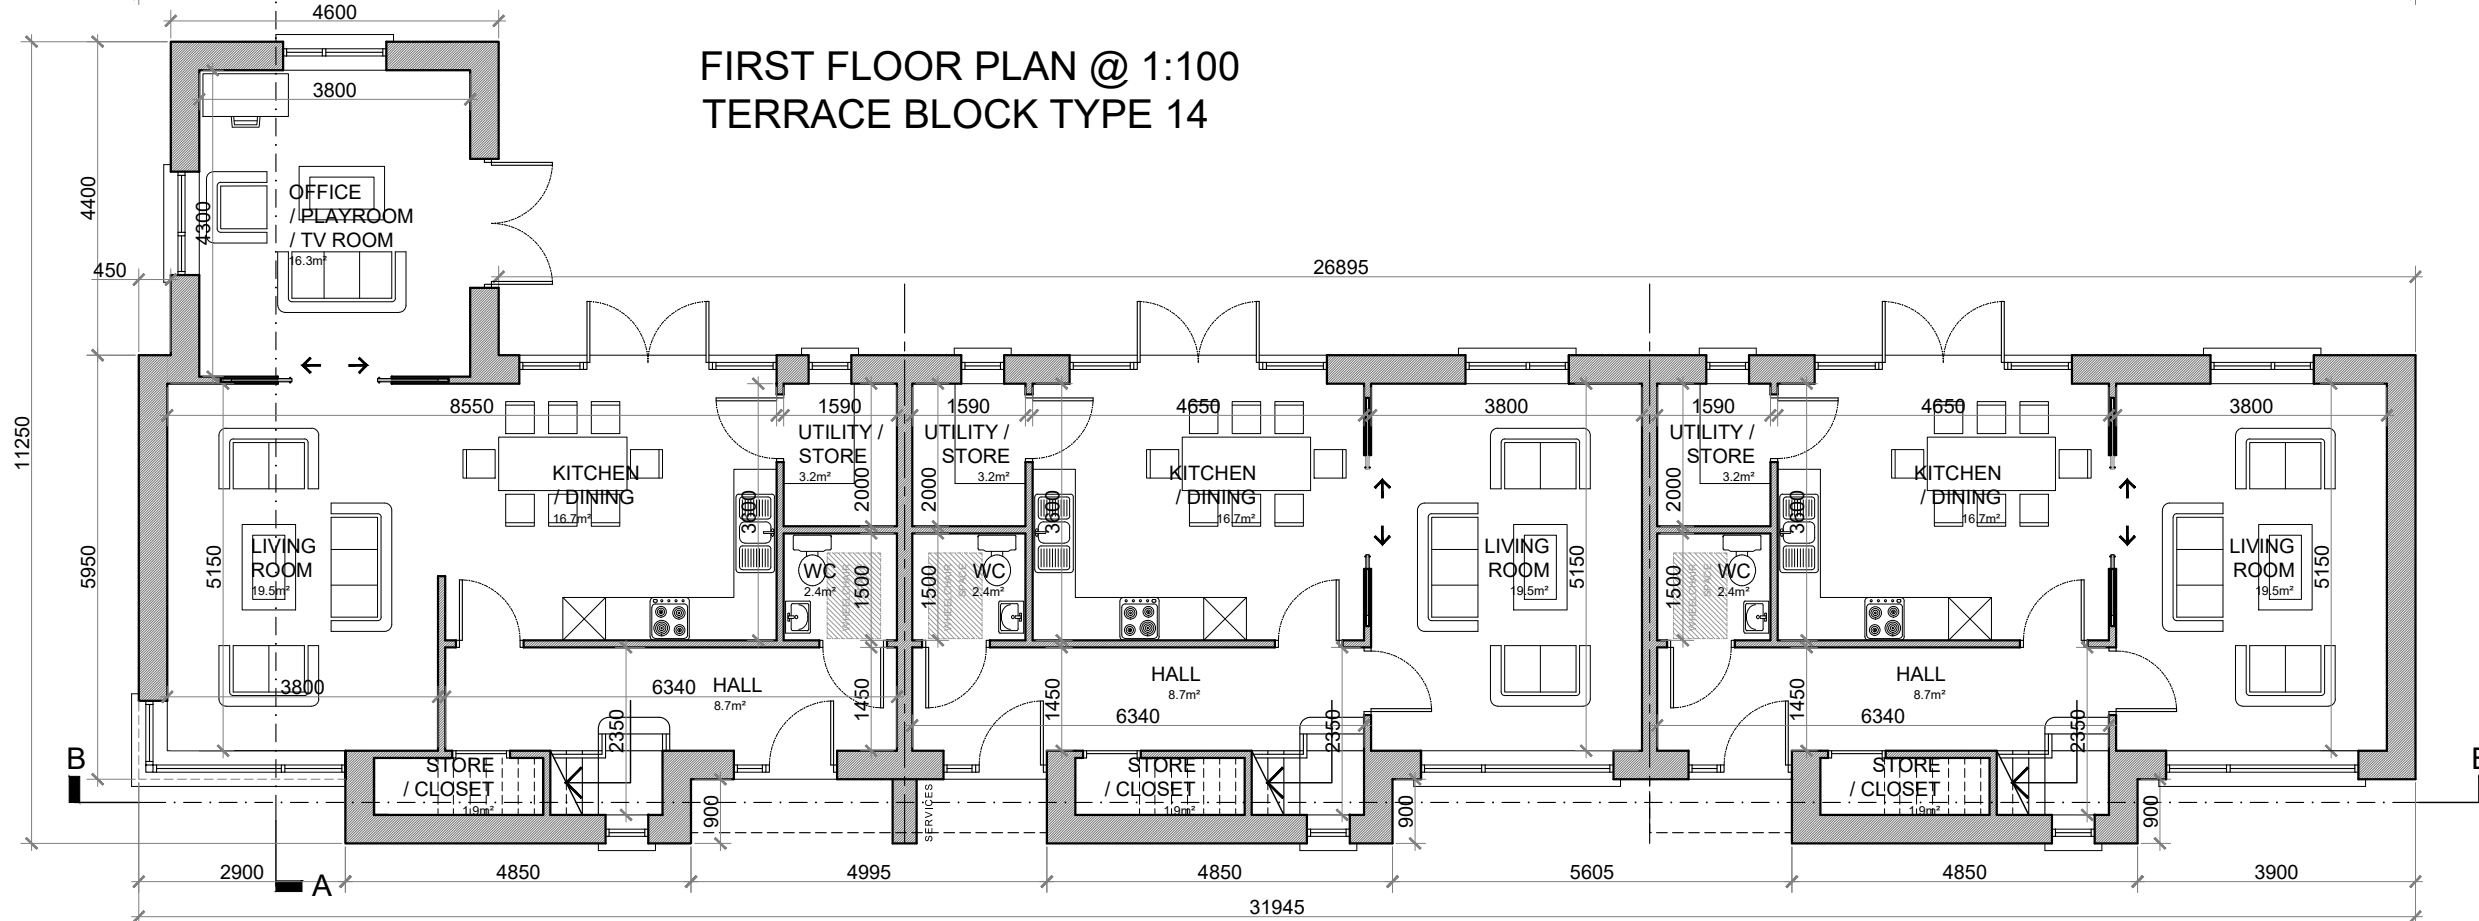 4600
FIRST FLOOR PLAN @ 1:100
TERRACE BLOCK TYPE 14
3800
4400
4300
OFFICE
/ PLAYROOM
/ TV ROOM
16.3m²
450
26895
11250
5950
8550
1590
1590
4650
3800
1590
4650
3800
UTILITY /
STORE
3.2m²
2000
UTILITY /
STORE
3.2m²
2000
UTILITY /
STORE
3.2m²
2000
KITCHEN
/ DINING
16.7m²
3600
KITCHEN
/ DINING
16.7m²
3600
KITCHEN
/ DINING
16.7m²
3600
LIVING
ROOM
19.5m²
5150
LIVING
ROOM
19.5m²
5150
LIVING
ROOM
19.5m²
5150
WC
2.4m²
1500
WHEELCHAIR
WC
2.4m²
1500
WHEELCHAIR
SPACE
WC
2.4m²
1500
WHEELCHAIR
SPACE
3800
6340
HALL
8.7m²
1450
2350
HALL
8.7m²
1450
6340
2350
HALL
8.7m²
1450
6340
2350
B
STORE
/ CLOSET
1.9m²
STORE
/ CLOSET
1.9m²
STORE
/ CLOSET
1.9m²
900
SERVICES
900
900
2900
A
4850
4995
4850
5605
4850
3900
31945